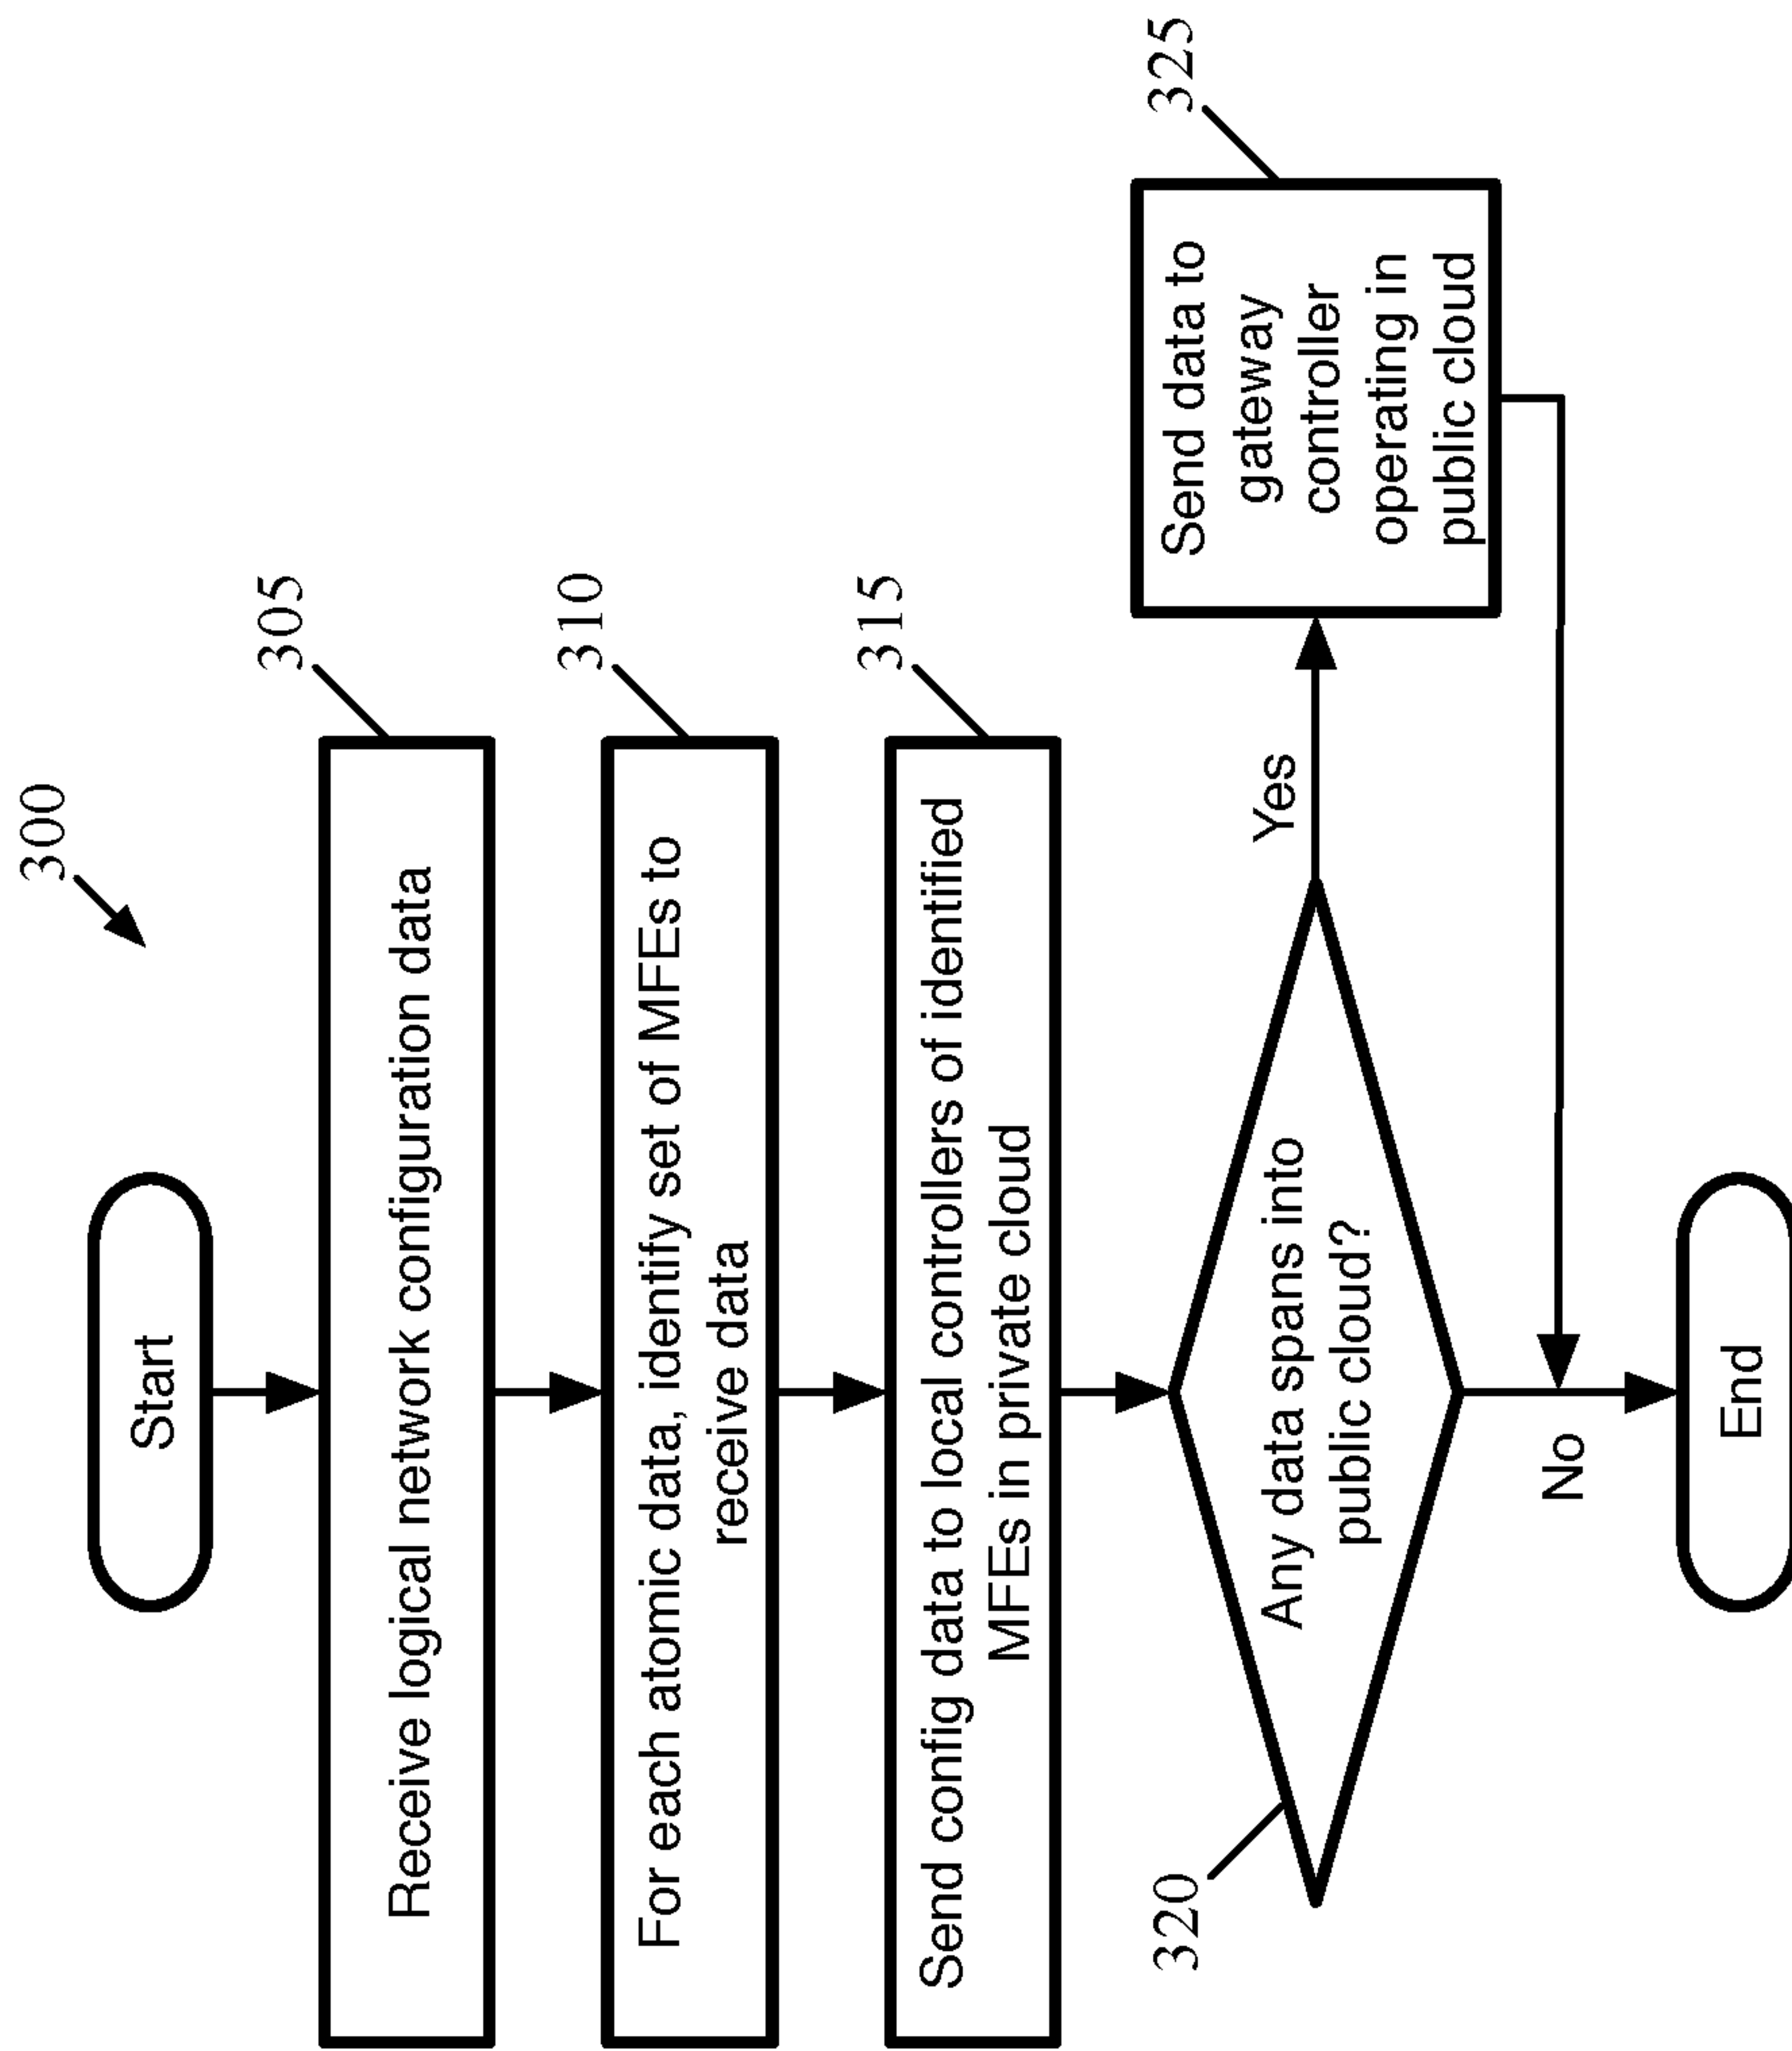 300
Start
305
Receive logical network configuration data
310
For each atomic data, identify set of MFEs to
receive data
315
Send config data to local controllers of identified
MFEs in private cloud
320
Any data spans into
public cloud?
Yes
325
Send data to
gateway
controller
operating in
public cloud
No
End